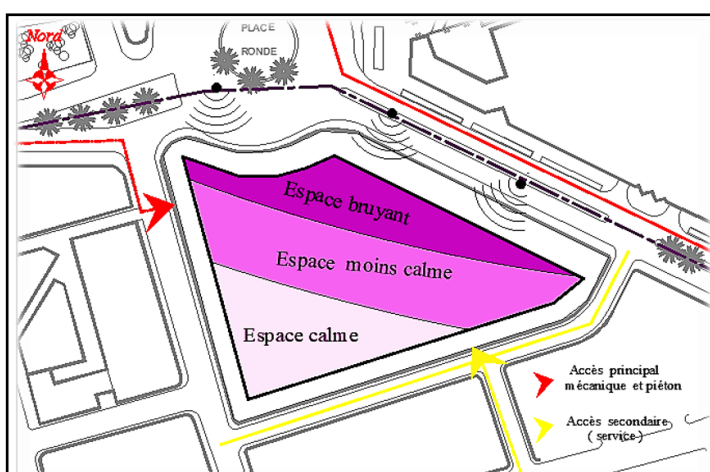 PLACE
RONDE
Nord
Espace bruyant
Espace moins calme
Espace calme
Accès principal
mécanique et piéton
Accès secondaire
( service )